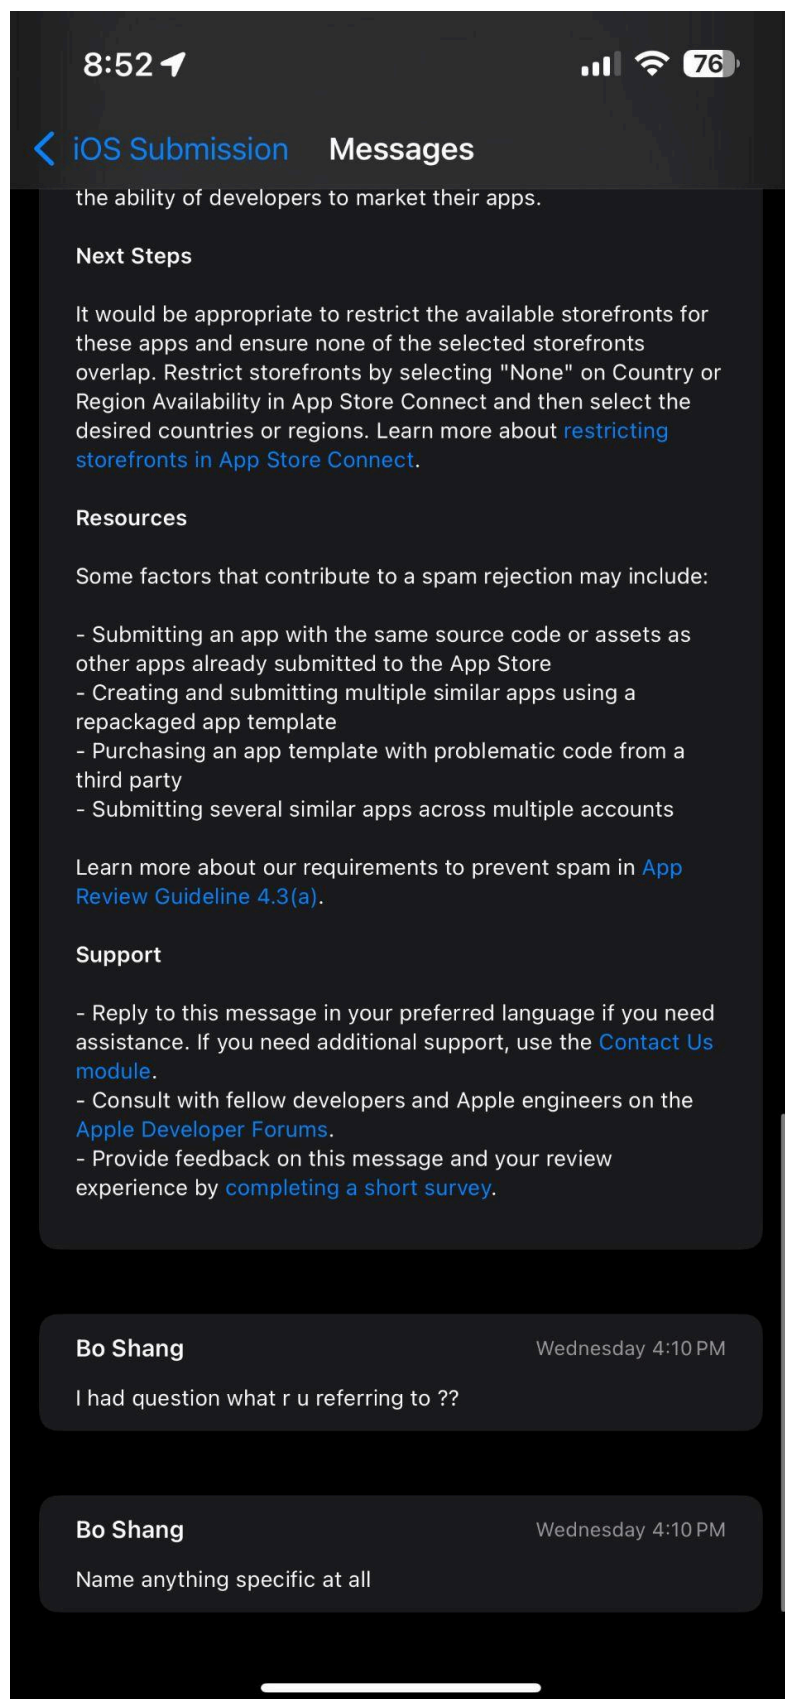 8:52
76
iOS Submission
Messages
the ability of developers to market their apps.
Next Steps
It would be appropriate to restrict the available storefronts for
these apps and ensure none of the selected storefronts
overlap. Restrict storefronts by selecting "None" on Country or
Region Availability in App Store Connect and then select the
desired countries or regions. Learn more about restricting
storefronts in App Store Connect.
Resources
Some factors that contribute to a spam rejection may include:
- Submitting an app with the same source code or assets as
other apps already submitted to the App Store
- Creating and submitting multiple similar apps using a
repackaged app template
- Purchasing an app template with problematic code from a
third party
- Submitting several similar apps across multiple accounts
Learn more about our requirements to prevent spam in App
Review Guideline 4.3(a).
Support
- Reply to this message in your preferred language if you need
assistance. If you need additional support, use the Contact Us
module.
- Consult with fellow developers and Apple engineers on the
Apple Developer Forums.
- Provide feedback on this message and your review
experience by completing a short survey.
Bo Shang
Wednesday 4:10 PM
I had question what r u referring to ??
Bo Shang
Wednesday 4:10 PM
Name anything specific at all